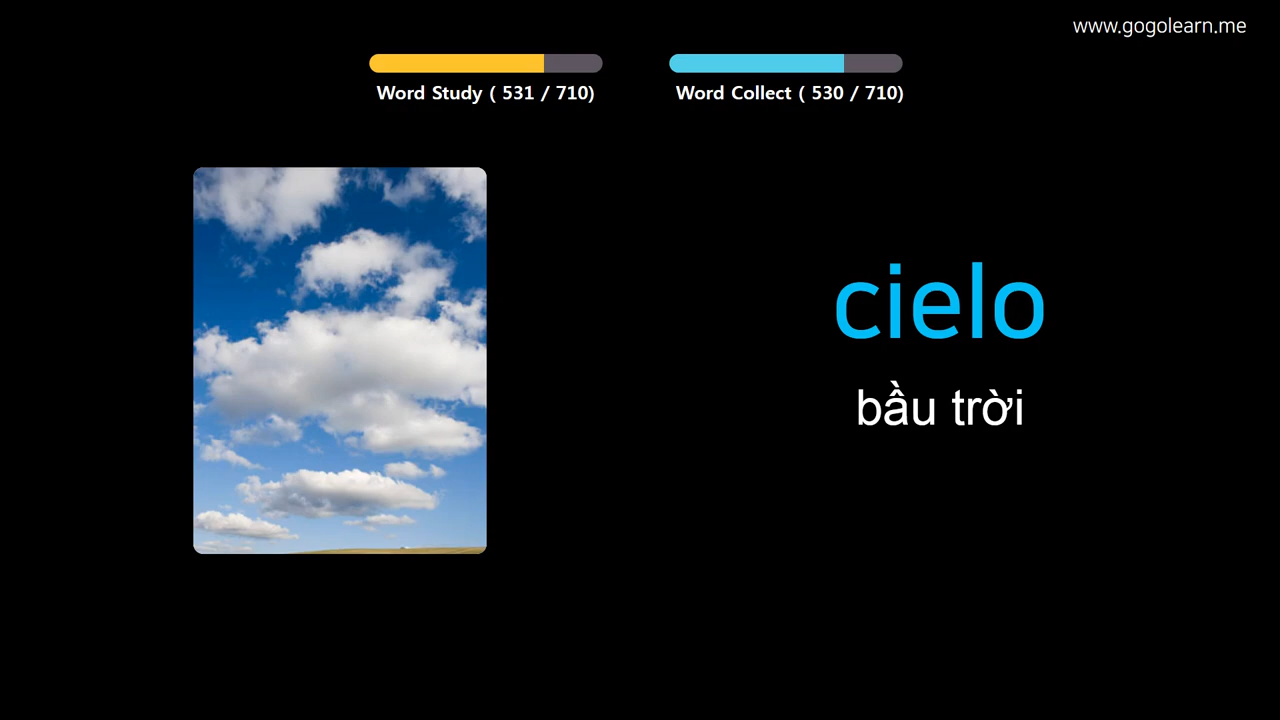 www.gogolearn.me
Word Study ( 531 / 710)
Word Collect ( 530 / 710)
cielo
bầu trời